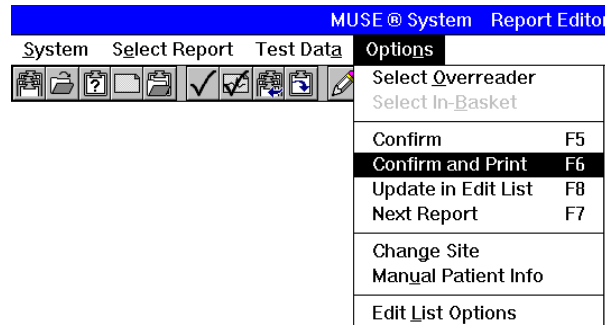 MUSE ® System Report Editor
System Select Report Test Data Options
Select Overreader
Select In-Basket
Confirm F5
Confirm and Print F6
Update in Edit List F8
Next Report F7
Change Site
Manual Patient Info
Edit List Options